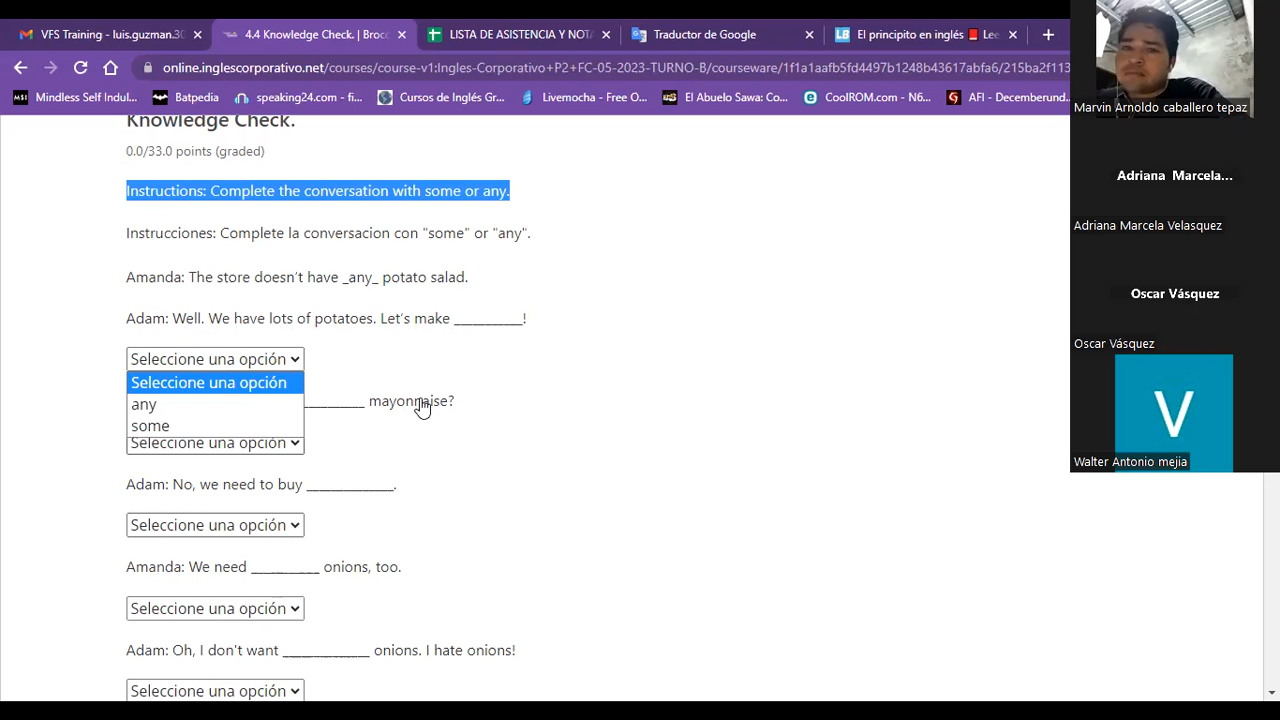 VFS Training - luis.guzman.30
4.4 Knowledge Check. | Broco
LISTA DE ASISTENCIA Y NOTA
Traductor de Google
El principito en inglés Lee
online.inglescorporativo.net/courses/course-v1:Ingles-Corporativo+P2+FC-05-2023-TURNO-B/courseware/1f1a1aafb5fd4497b1248b43617abfa6/215ba2f113
Mindless Self Indul...
Batpedia
speaking24.com - fi...
Cursos de Inglés Gr...
Livemocha - Free O...
El Abuelo Sawa: Co...
CoolROM.com - N6...
AFI - Decemberund...
Knowledge Check.
0.0/33.0 points (graded)
Instructions: Complete the conversation with some or any.
Instrucciones: Complete la conversacion con "some" or "any".
Amanda: The store doesn't have _any_ potato salad.
Adam: Well. We have lots of potatoes. Let's make __________!
Seleccione una opción
Seleccione una opción
any
some
_________ mayonnaise?
Seleccione una opción
Adam: No, we need to buy _____________.
Seleccione una opción
Amanda: We need __________ onions, too.
Seleccione una opción
Adam: Oh, I don't want _____________ onions. I hate onions!
Seleccione una opción
Marvin Arnoldo caballero tepaz
Adriana Marcela...
Adriana Marcela Velasquez
Oscar Vásquez
Oscar Vásquez
V
Walter Antonio mejia